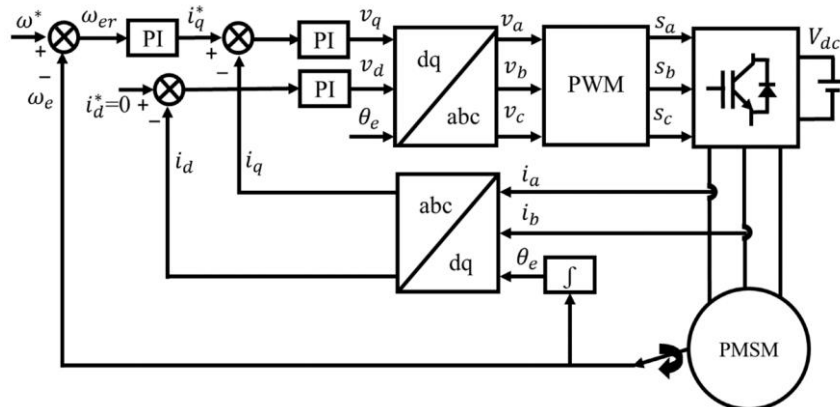 ω* ω_er i_q* v_q v_a s_a V_dc
+ PI + PI dq
− ω_e i_d*=0 + − − PI v_d v_b PWM s_b
θ_e abc v_c s_c
i_d i_q
abc i_a
i_b
dq θ_e ∫
PMSM